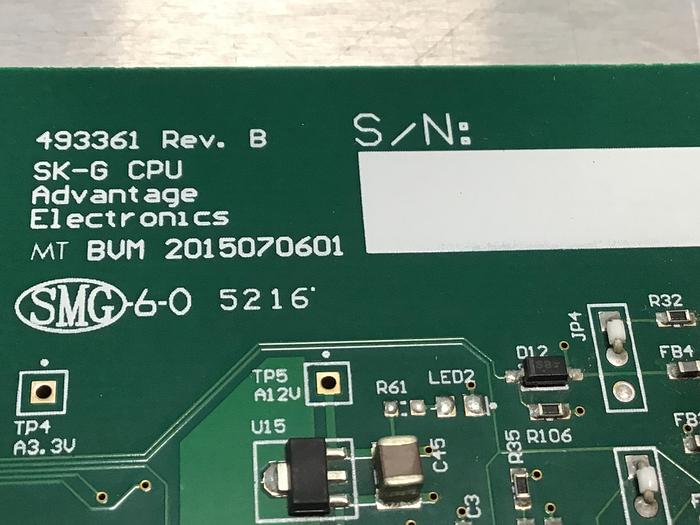 493361 Rev. B
S/N:
SK-G CPU
Advantage
Electronics
MT BVM 2015070601
SMG-6-0 5216
R32
JP4
D12
FB4
TP5
A12V
R61
LED2
TP4
A3.3V
U15
C45
R35
R106
C3